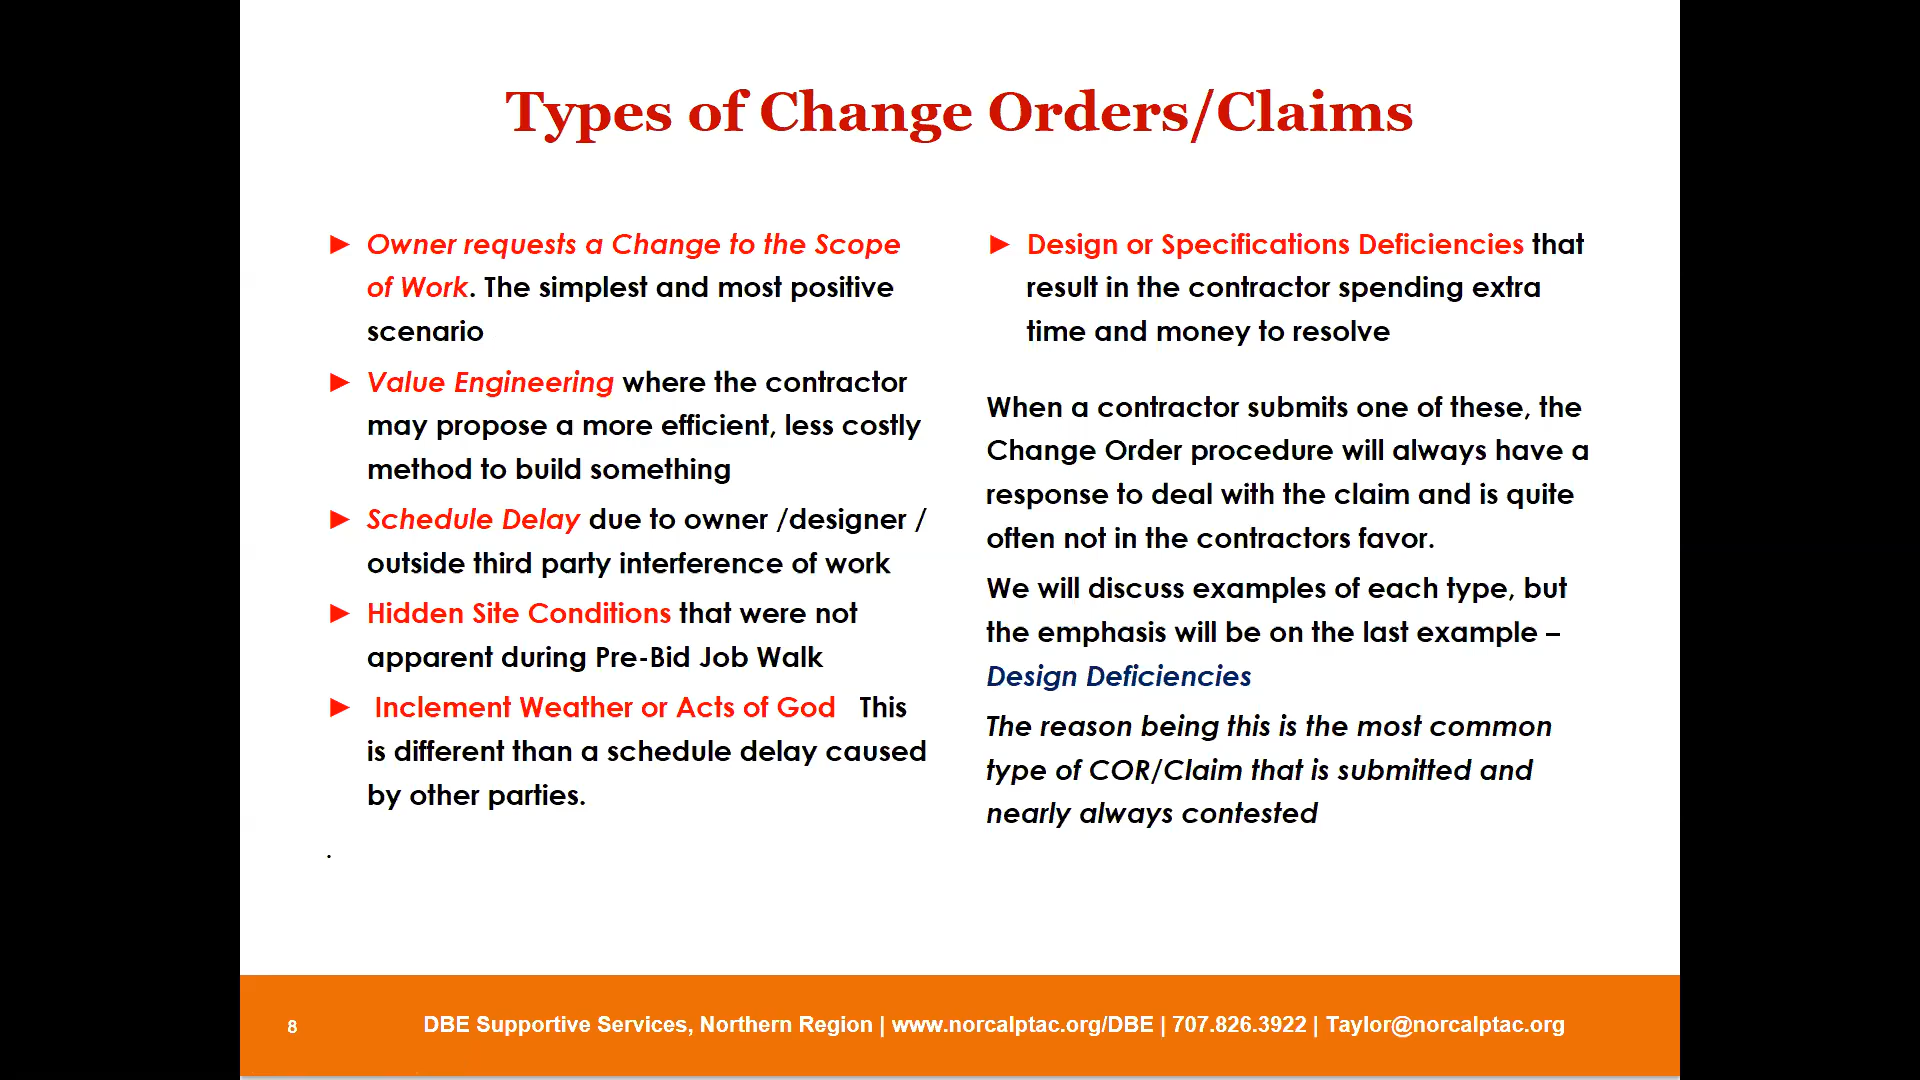 Types of Change Orders/Claims
► Owner requests a Change to the Scope
of Work. The simplest and most positive
scenario
► Value Engineering where the contractor
may propose a more efficient, less costly
method to build something
► Schedule Delay due to owner /designer /
outside third party interference of work
► Hidden Site Conditions that were not
apparent during Pre-Bid Job Walk
► Inclement Weather or Acts of God   This
is different than a schedule delay caused
by other parties.
.
► Design or Specifications Deficiencies that
result in the contractor spending extra
time and money to resolve
When a contractor submits one of these, the
Change Order procedure will always have a
response to deal with the claim and is quite
often not in the contractors favor.
We will discuss examples of each type, but
the emphasis will be on the last example –
Design Deficiencies
The reason being this is the most common
type of COR/Claim that is submitted and
nearly always contested
8
DBE Supportive Services, Northern Region | www.norcalptac.org/DBE | 707.826.3922 | Taylor@norcalptac.org